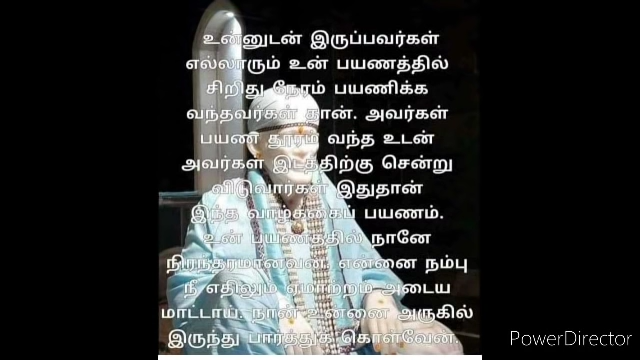 உன்னுடன் இருப்பவர்கள்
எல்லாரும் உன் பயணத்தில்
சிறிது நேரம் பயணிக்க
வந்தவர்கள் தான். அவர்கள்
பயண தூரம் வந்த உடன்
அவர்கள் இடத்திற்கு சென்று
விடுவார்கள் இதுதான்
இந்த வாழ்க்கைப் பயணம்.
உன் பயணத்தில் நானே
நிரந்தரமானவன். என்னை நம்பு
நீ எதிலும் ஏமாற்றம் அடைய
மாட்டாய். நான் உன்னை அருகில்
இருந்து பார்த்துக் கொள்வேன்.
PowerDirector